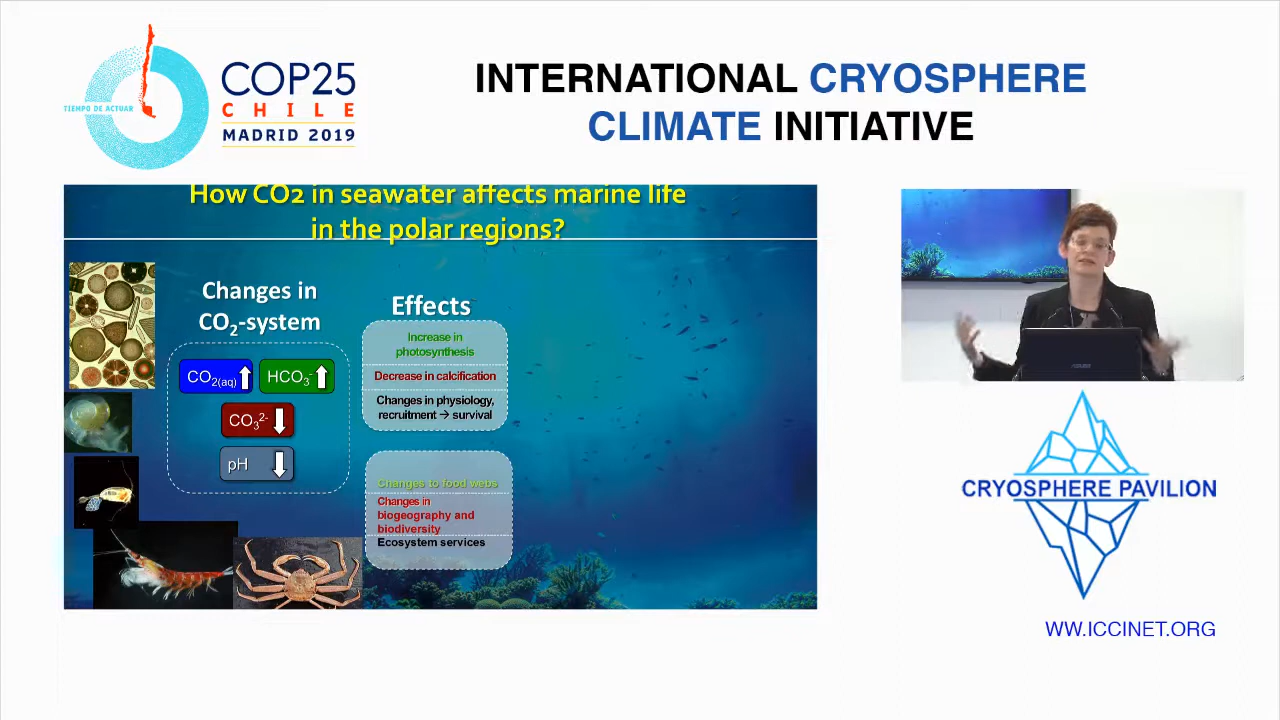 TIEMPO DE ACTUAR
COP25
CHILE
MADRID 2019
INTERNATIONAL CRYOSPHERE
CLIMATE INITIATIVE
How CO2 in seawater affects marine life
in the polar regions?
Changes in
CO₂-system
CO₂(aq)
HCO₃⁻
CO₃²⁻
pH
Effects
Increase in
photosynthesis
Decrease in calcification
Changes in physiology,
recruitment → survival
Changes to food webs
Changes in
biogeography and
biodiversity
Ecosystem services
ASUS
CRYOSPHERE PAVILION
WW.ICCINET.ORG